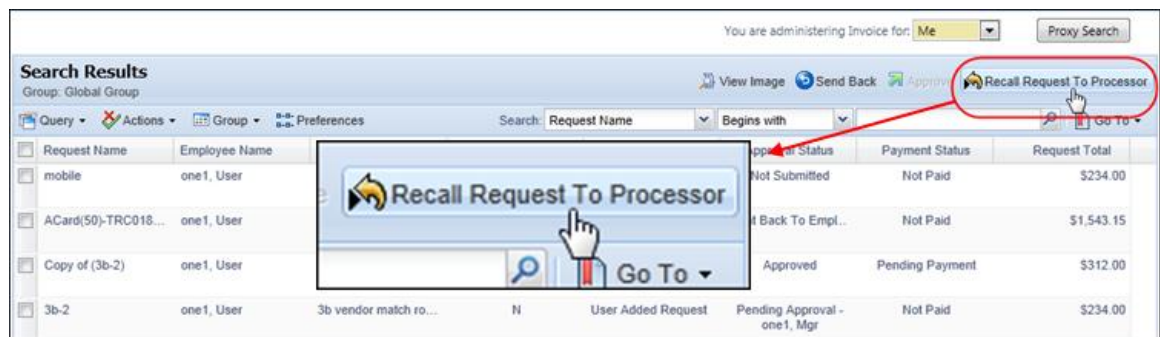 You are administering Invoice for: Me
Proxy Search
Search Results
Group: Global Group
View Image Send Back Approve Recall Request To Processor
Query Actions Group Preferences Search: Request Name Begins with Go To
Request Name Employee Name Approval Status Payment Status Request Total
mobile one1, User Not Submitted Not Paid $234.00
Recall Request To Processor
ACard(50)-TRC018... one1, User t Back To Empl... Not Paid $1,543.15
Go To
Copy of (3b-2) one1, User Approved Pending Payment $312.00
3b-2 one1, User 3b vendor match ro... N User Added Request Pending Approval - Not Paid $234.00
one1, Mgr